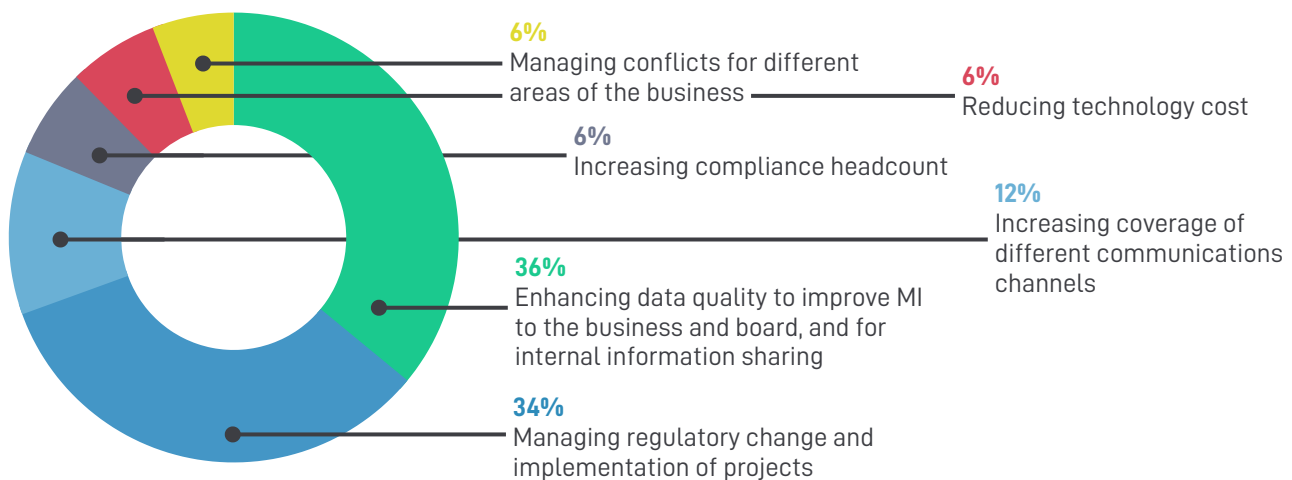 6%
Managing conflicts for different
areas of the business
6%
Reducing technology cost
6%
Increasing compliance headcount
12%
Increasing coverage of
different communications
channels
36%
Enhancing data quality to improve MI
to the business and board, and for
internal information sharing
34%
Managing regulatory change and
implementation of projects